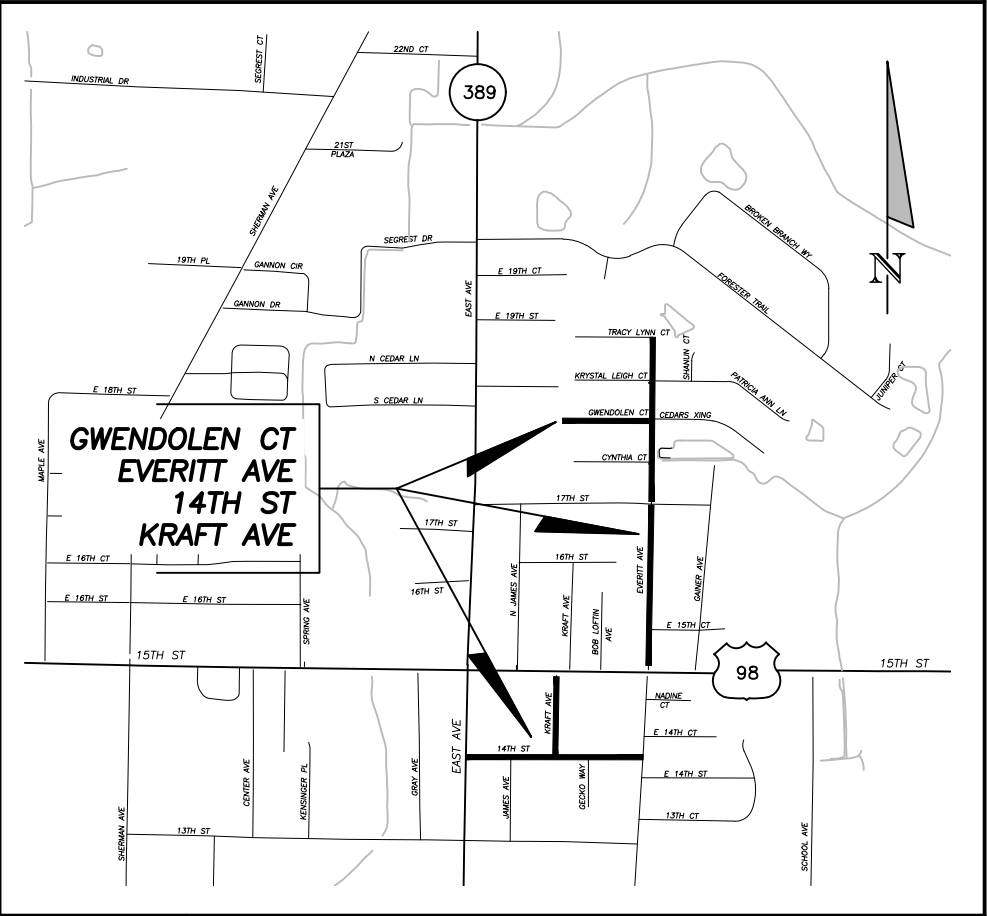 22ND CT
SEGREST CT
INDUSTRIAL DR
389
21ST
PLAZA
SHERMAN AVE
BROKEN BRANCH WY
SEGREST DR
19TH PL
GANNON CIR
E 19TH CT
N
FORESTER TRAIL
EAST AVE
GANNON DR
E 19TH ST
TRACY LYNN CT
SHANUN CT
N CEDAR LN
KRYSTAL LEIGH CT
PATRICIA ANN LN
JUNIPER CT
E 18TH ST
S CEDAR LN
GWENDOLEN CT
CEDARS XING
GWENDOLEN CT
EVERITT AVE
14TH ST
KRAFT AVE
MAPLE AVE
CYNTHIA CT
17TH ST
17TH ST
E 16TH CT
16TH ST
N JAMES AVE
EVERITT AVE
GAINER AVE
16TH ST
E 16TH ST
E 16TH ST
SPRING AVE
KRAFT AVE
BOB LOFTIN
AVE
E 15TH CT
15TH ST
98
15TH ST
KRAFT AVE
NADINE
CT
EAST AVE
E 14TH CT
14TH ST
CENTER AVE
KENSINGER PL
GRAY AVE
JAMES AVE
GECKO WAY
E 14TH ST
13TH CT
SHERMAN AVE
13TH ST
SCHOOL AVE